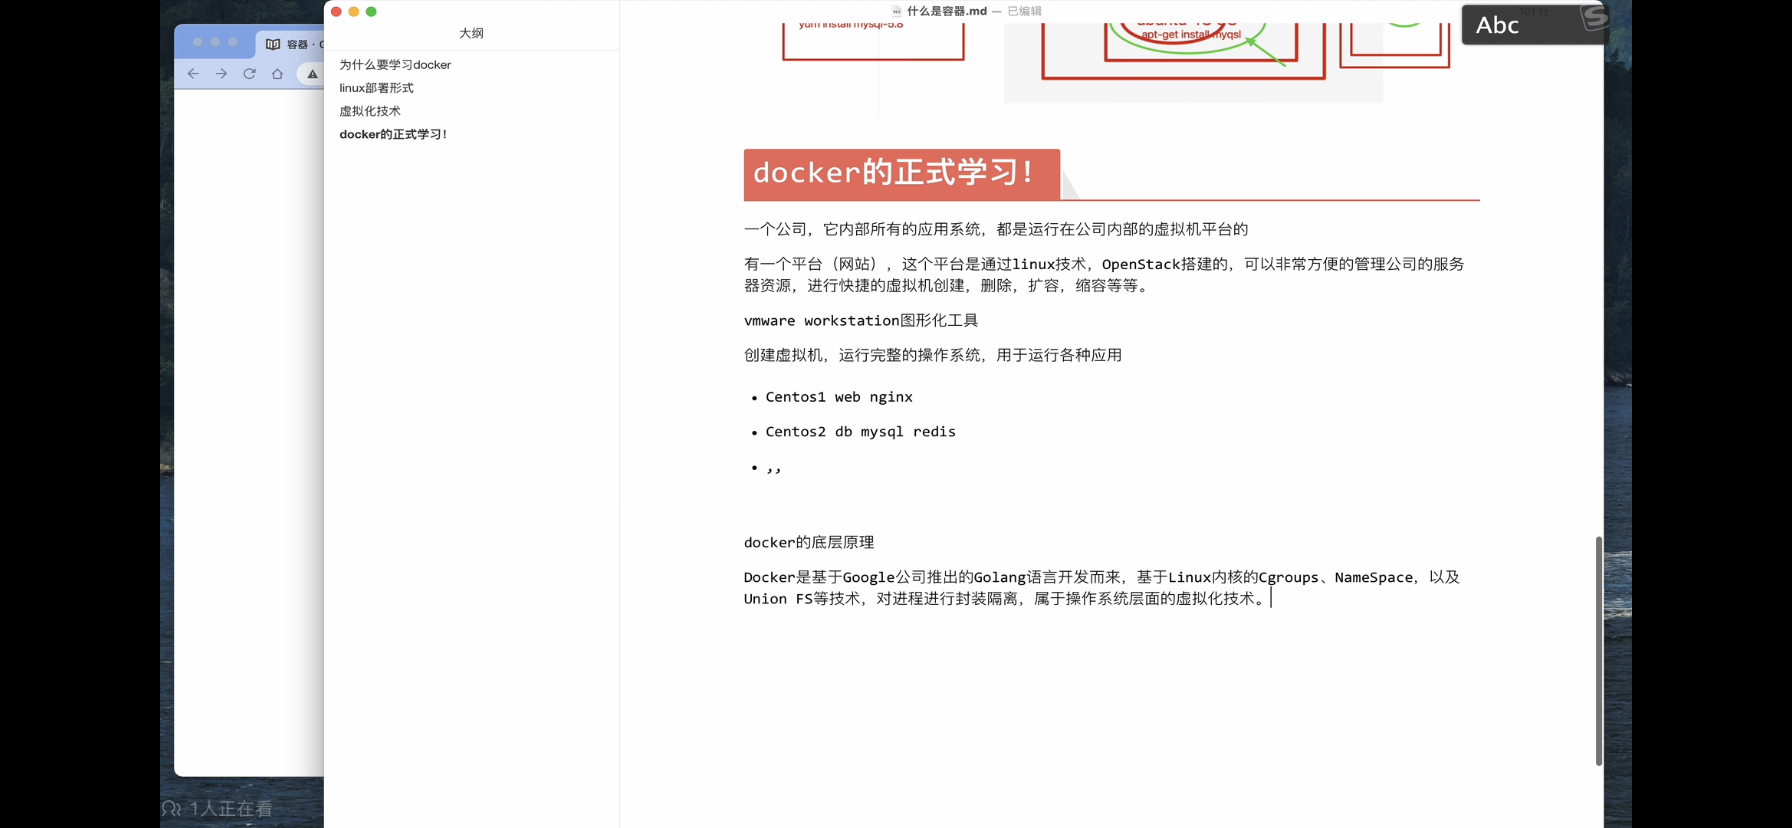 什么是容器.md — 已编辑
Abc
容器 · G
大纲
为什么要学习docker
linux部署形式
虚拟化技术
docker的正式学习！
yum install mysql-5.8
apt-get install myqsl
docker的正式学习！
一个公司，它内部所有的应用系统，都是运行在公司内部的虚拟机平台的
有一个平台（网站），这个平台是通过linux技术，OpenStack搭建的，可以非常方便的管理公司的服务
器资源，进行快捷的虚拟机创建，删除，扩容，缩容等等。
vmware workstation图形化工具
创建虚拟机，运行完整的操作系统，用于运行各种应用
• Centos1 web nginx
• Centos2 db mysql redis
• ,,
docker的底层原理
Docker是基于Google公司推出的Golang语言开发而来，基于Linux内核的Cgroups、NameSpace，以及
Union FS等技术，对进程进行封装隔离，属于操作系统层面的虚拟化技术。
1人正在看